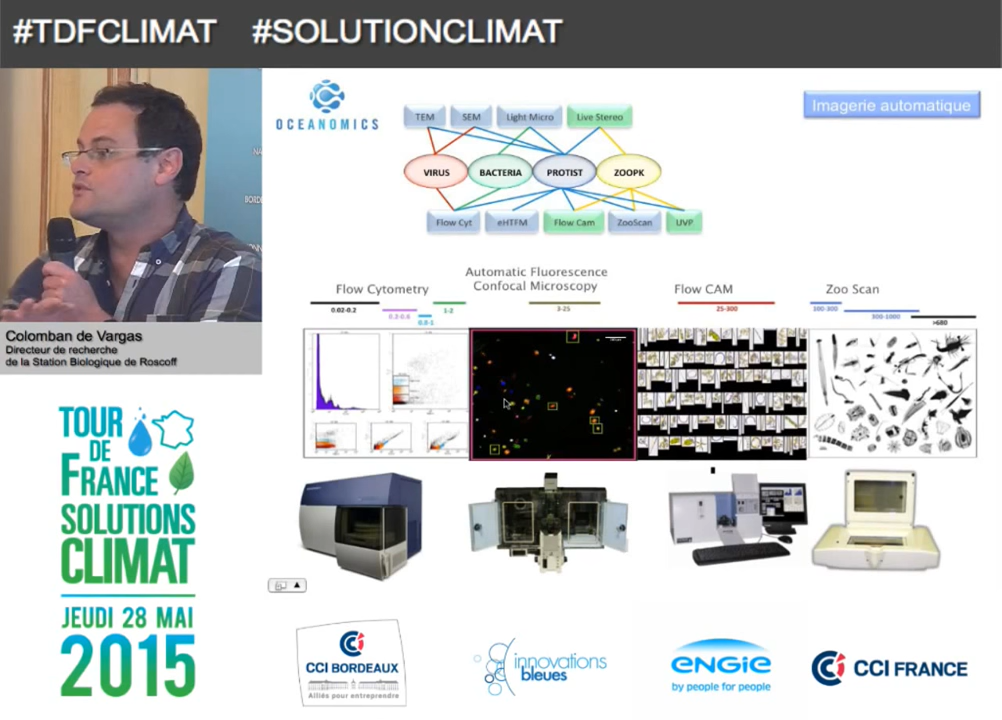 #TDFCLIMAT #SOLUTIONCLIMAT
OCEANOMICS
Imagerie automatique
TEM SEM Light Micro Live Stereo
VIRUS BACTERIA PROTIST ZOOPK
Flow Cyt eHTFM Flow Cam ZooScan UVP
Flow Cytometry
Automatic Fluorescence
Confocal Microscopy
Flow CAM
Zoo Scan
0.02-0.2
0.2-0.6
0.8-1
1-2
3-25
25-300
100-300
300-1000
>680
Colomban de Vargas
Directeur de recherche
de la Station Biologique de Roscoff
TOUR
DE
FRANCE
SOLUTIONS
CLIMAT
JEUDI 28 MAI
2015
CCI BORDEAUX
Alliés pour entreprendre
innovations
bleues
ENGIE
by people for people
CCI FRANCE